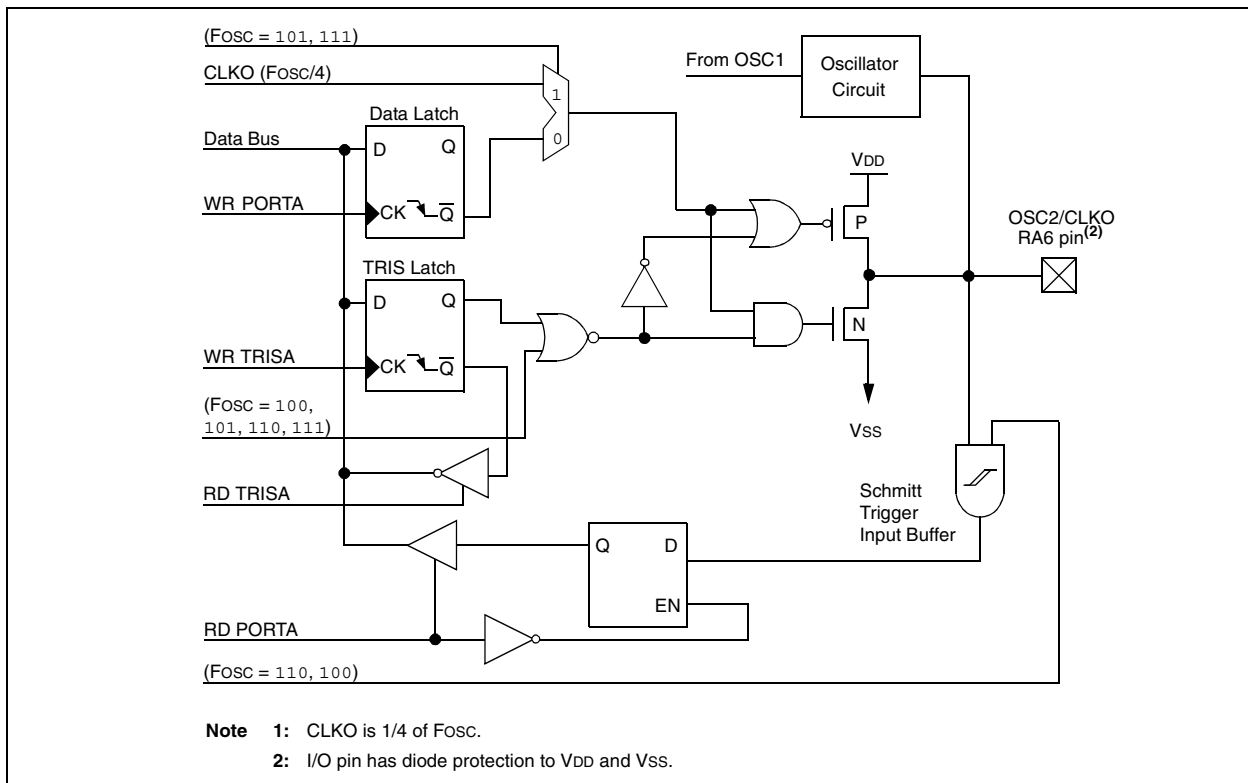 (FOSC = 101, 111)
CLKO (FOSC/4)
From OSC1
Oscillator
Circuit
1
0
Data Latch
Data Bus
D
Q
WR PORTA
CK
Q̅
VDD
P
OSC2/CLKO
RA6 pin(2)
TRIS Latch
D
Q
N
WR TRISA
CK
Q̅
VSS
(FOSC = 100,
101, 110, 111)
RD TRISA
Schmitt
Trigger
Input Buffer
Q
D
EN
RD PORTA
(FOSC = 110, 100)
Note 1: CLKO is 1/4 of FOSC.
2: I/O pin has diode protection to VDD and VSS.